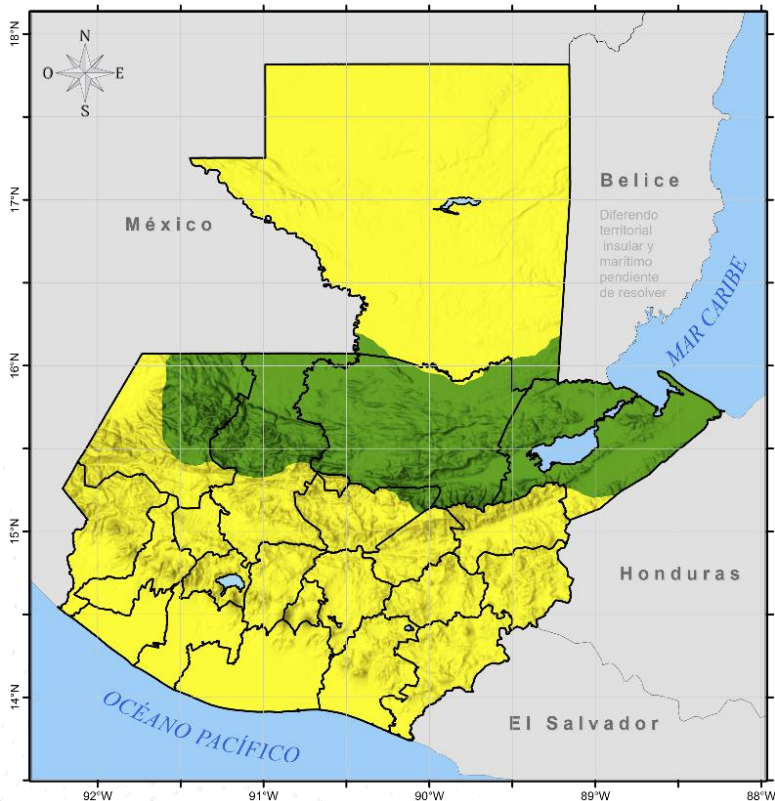 18°N
N
O
E
S
17°N
Belice
México
Diferendo
territorial
insular y
marítimo
pendiente
de resolver
MAR CARIBE
16°N
15°N
Honduras
14°N
OCÉANO PACÍFICO
El Salvador
92°W
91°W
90°W
89°W
88°W